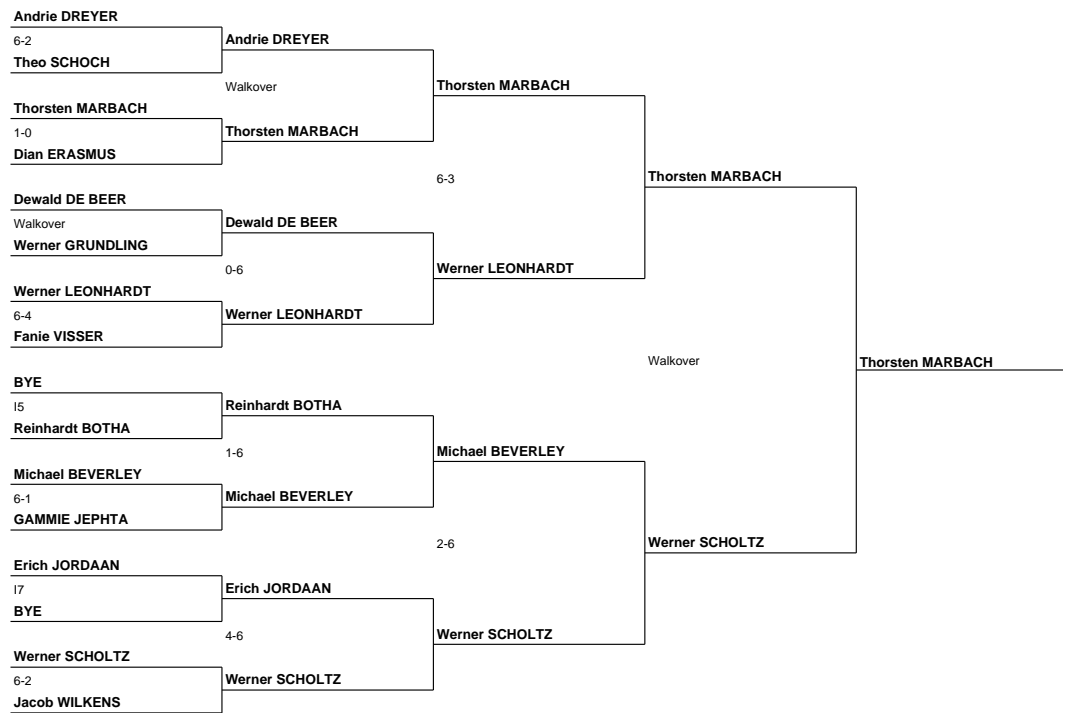 Andrie DREYER
6-2
Theo SCHOCH
Thorsten MARBACH
1-0
Dian ERASMUS
Dewald DE BEER
Walkover
Werner GRUNDLING
Werner LEONHARDT
6-4
Fanie VISSER
BYE
I5
Reinhardt BOTHA
Michael BEVERLEY
6-1
GAMMIE JEPHTA
Erich JORDAAN
I7
BYE
Werner SCHOLTZ
6-2
Jacob WILKENS
Andrie DREYER
Walkover
Thorsten MARBACH
Dewald DE BEER
0-6
Werner LEONHARDT
Reinhardt BOTHA
1-6
Michael BEVERLEY
Erich JORDAAN
4-6
Werner SCHOLTZ
Thorsten MARBACH
6-3
Werner LEONHARDT
Michael BEVERLEY
2-6
Werner SCHOLTZ
Thorsten MARBACH
Walkover
Werner SCHOLTZ
Thorsten MARBACH